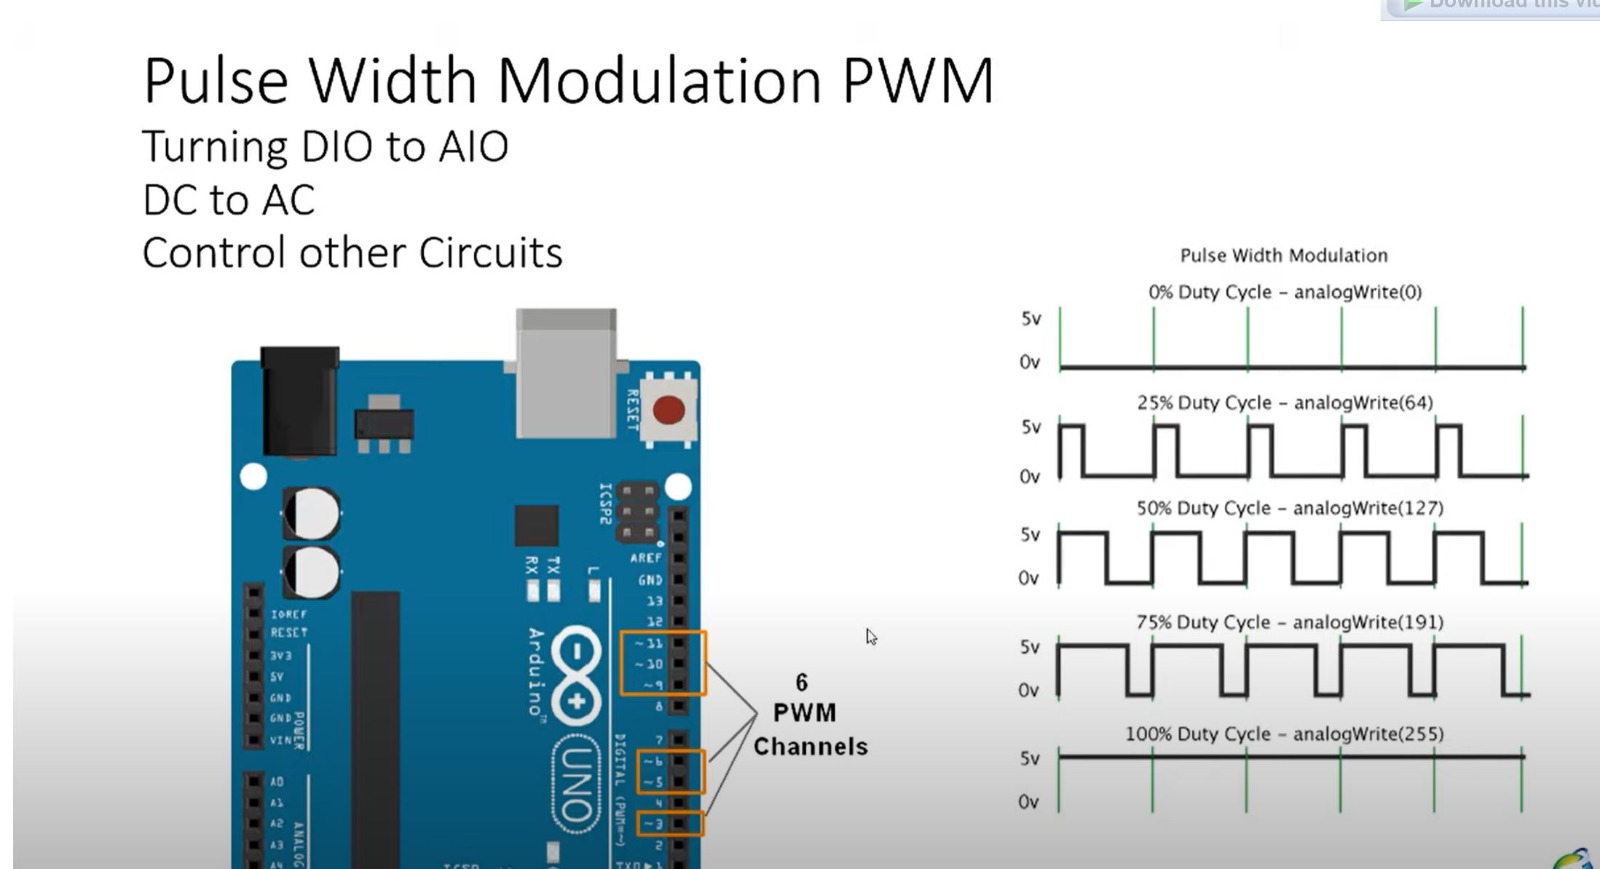 Download this vid
Pulse Width Modulation PWM
Turning DIO to AIO
DC to AC
Control other Circuits
Pulse Width Modulation
0% Duty Cycle – analogWrite(0)
5v
0v
25% Duty Cycle – analogWrite(64)
5v
0v
50% Duty Cycle – analogWrite(127)
5v
0v
75% Duty Cycle – analogWrite(191)
5v
0v
100% Duty Cycle – analogWrite(255)
5v
0v
6
PWM
Channels
RESET
ICSP2
AREF
GND
13
12
~11
~10
~9
8
7
~6
~5
4
~3
2
TX0▶1
DIGITAL (PWM=~)
RX
TX
L
Arduino™
UNO
IOREF
RESET
3V3
5V
GND
GND
VIN
POWER
A0
A1
A2
A3
A4
ANALOG
ICSP